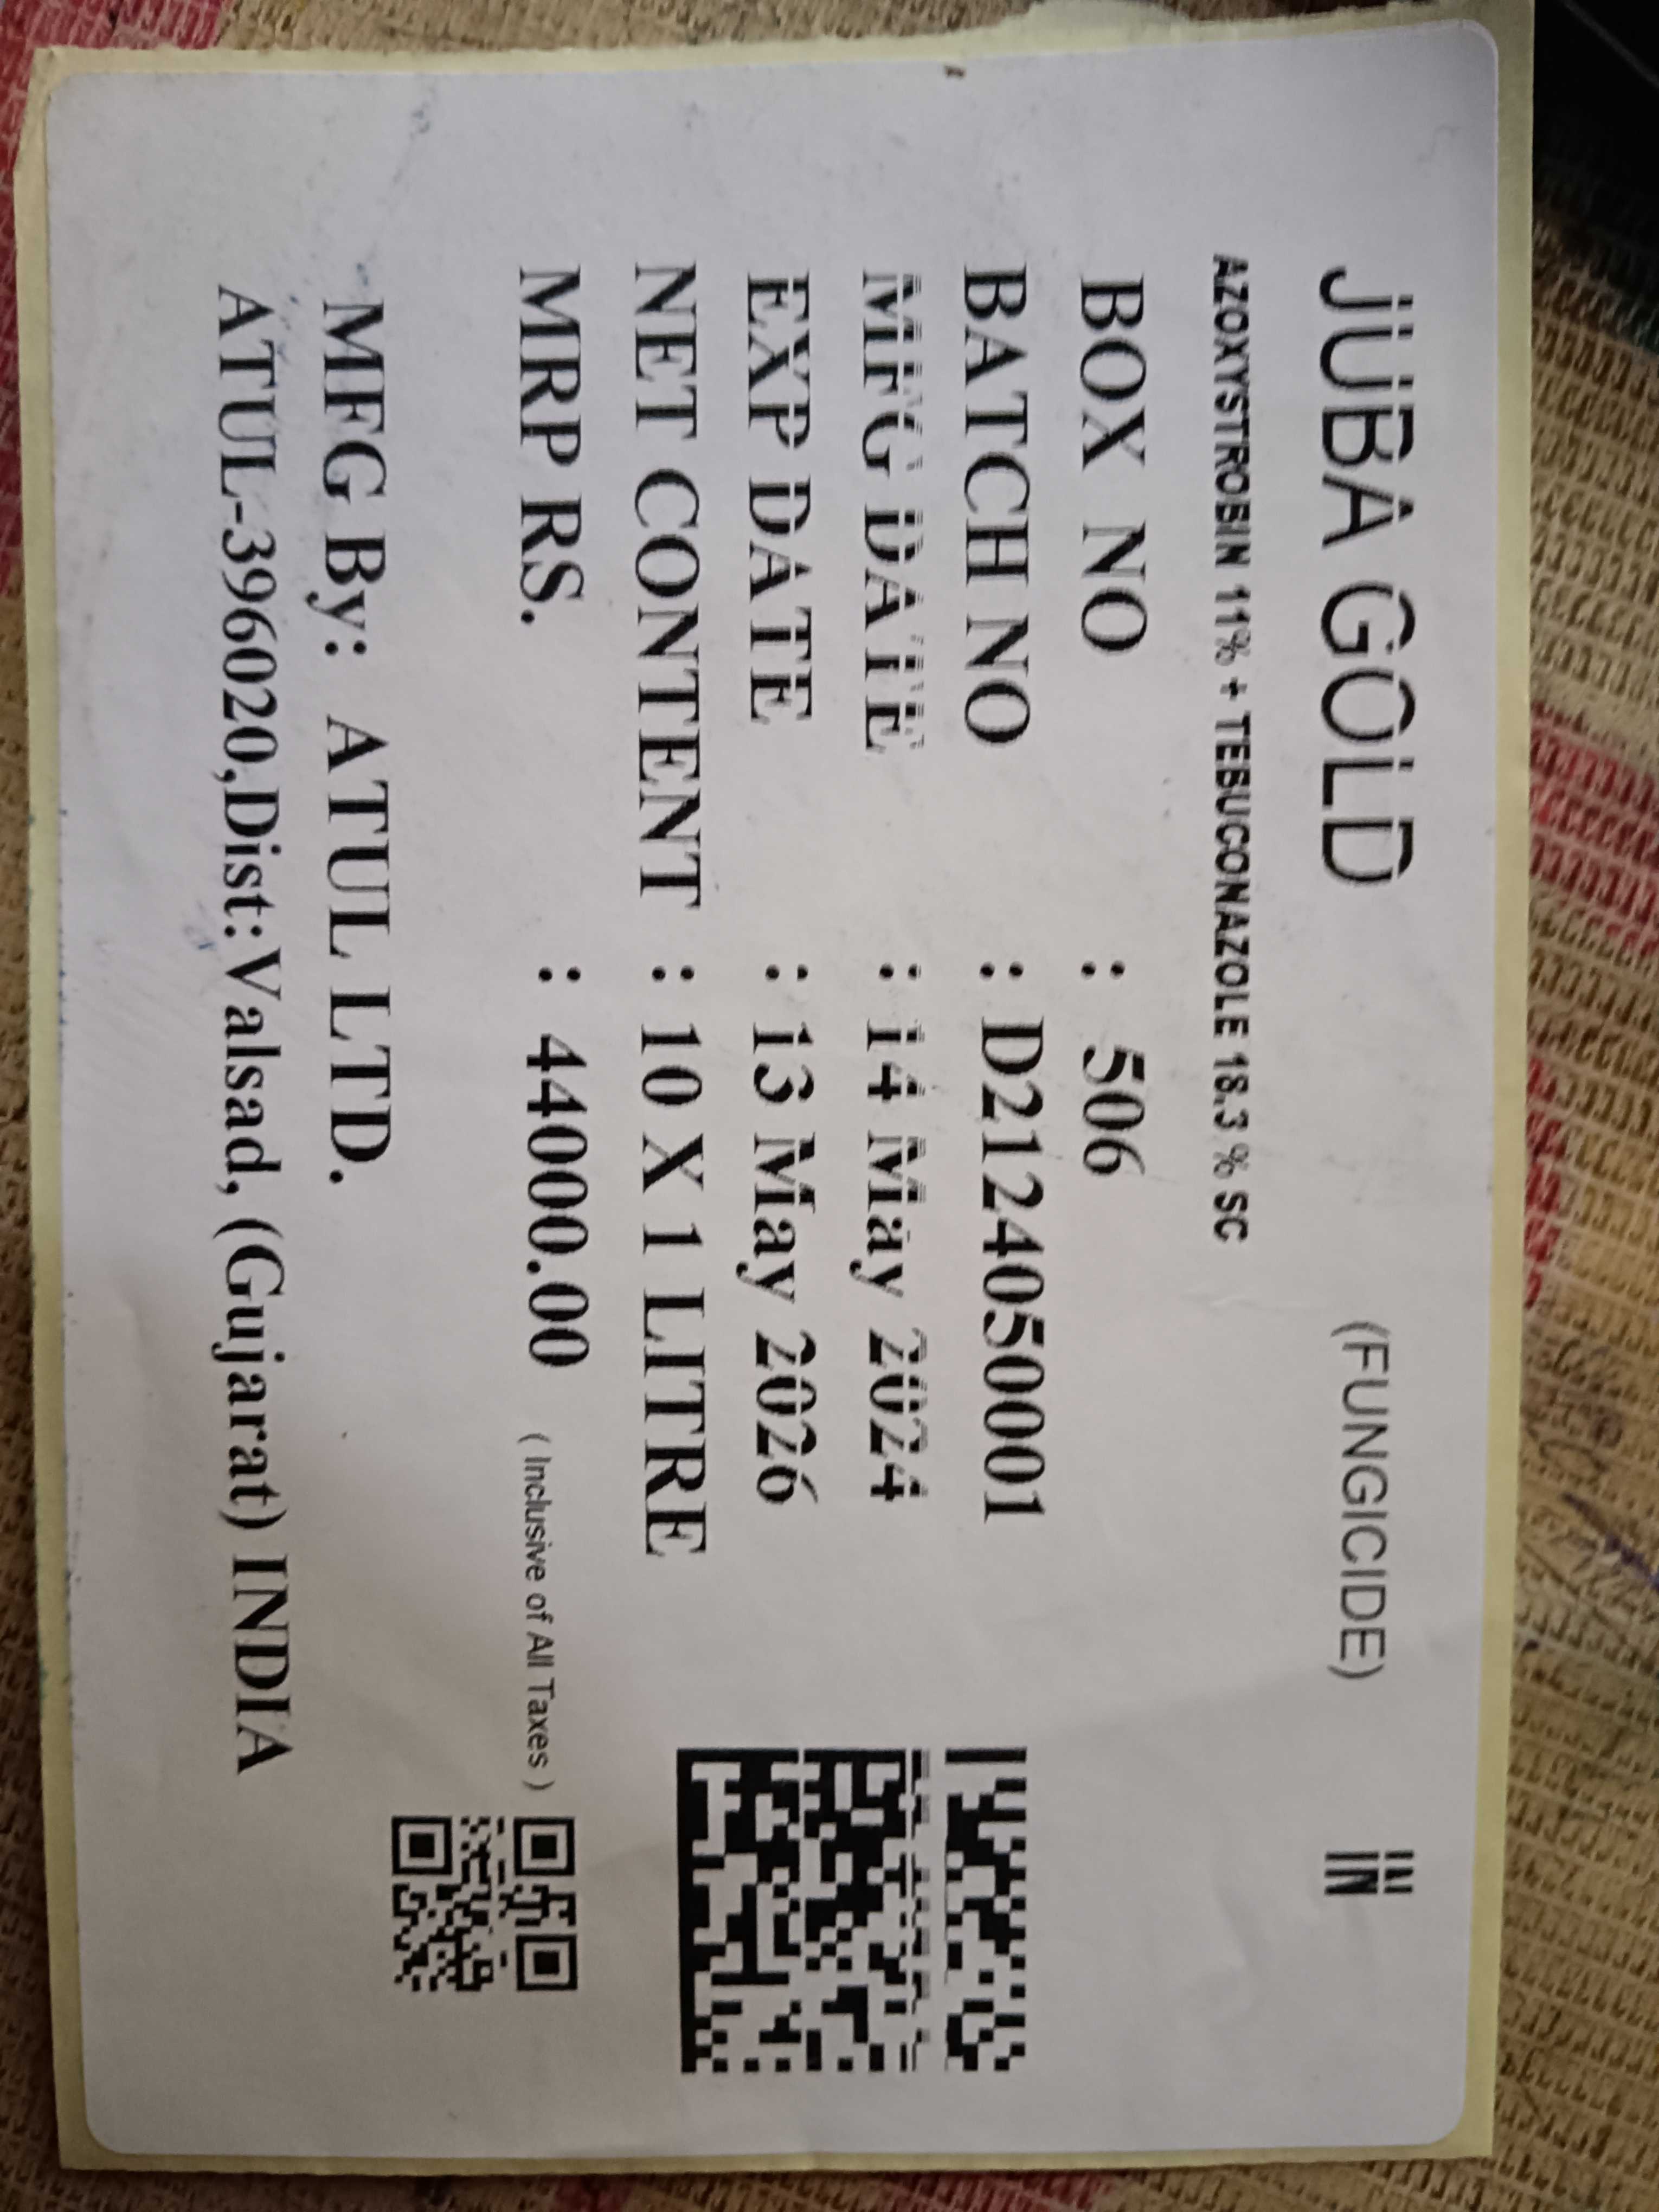 JUBA GOLD (FUNGICIDE) IN
AZOXYSTROBIN 11% + TEBUCONAZOLE 18.3 % SC
BOX NO : 506
BATCH NO : D2124050001
MFG DATE : 14 May 2024
EXP DATE : 13 May 2026
NET CONTENT : 10 X 1 LITRE
MRP RS. : 44000.00 ( Inclusive of All Taxes )
MFG By: ATUL LTD.
ATUL-396020,Dist:Valsad, (Gujarat) INDIA